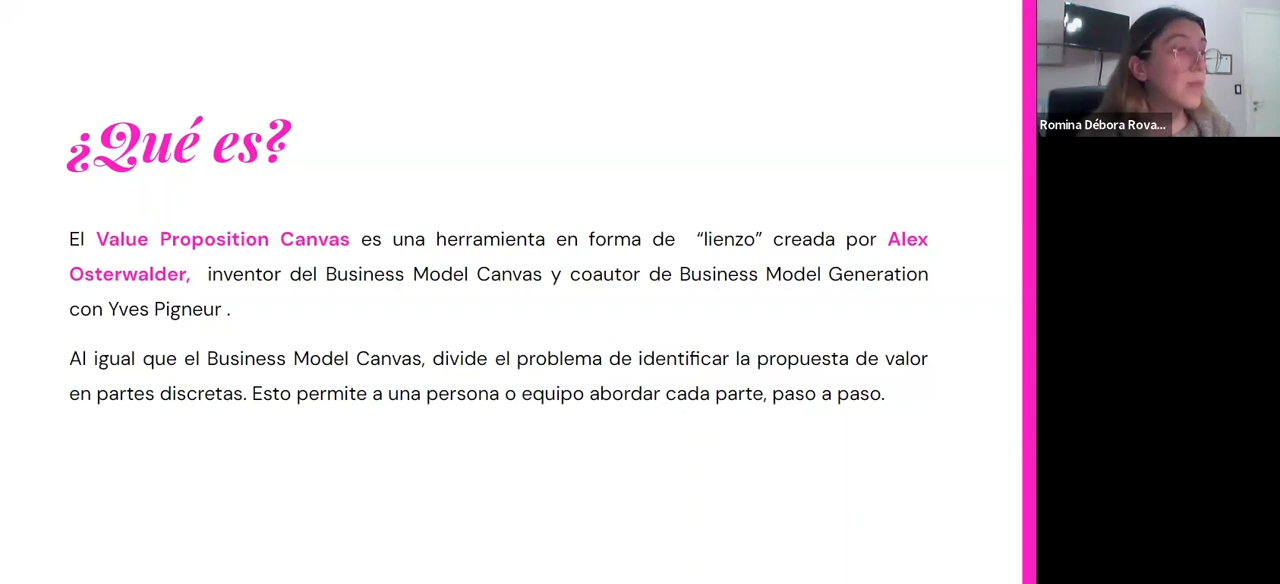 ¿Qué es?
El Value Proposition Canvas es una herramienta en forma de “lienzo” creada por Alex
Osterwalder, inventor del Business Model Canvas y coautor de Business Model Generation
con Yves Pigneur .
Al igual que el Business Model Canvas, divide el problema de identificar la propuesta de valor
en partes discretas. Esto permite a una persona o equipo abordar cada parte, paso a paso.
Romina Débora Rova...